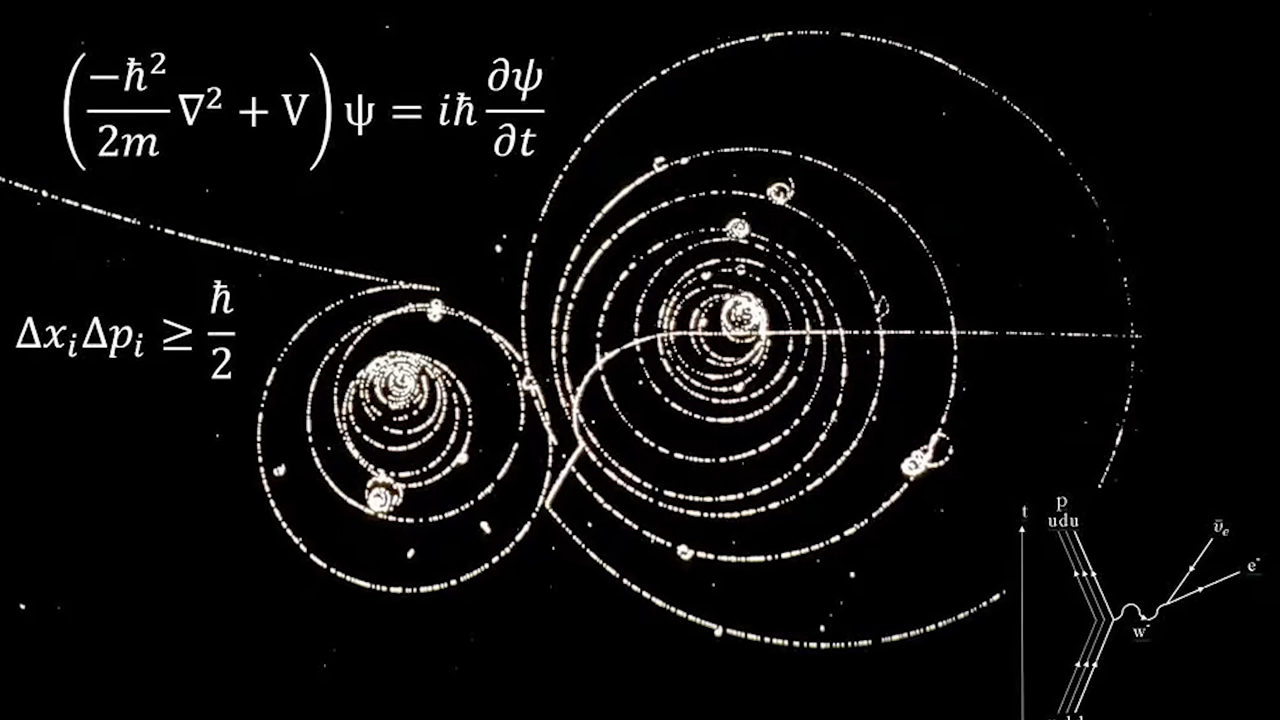 (−ħ²/2m ∇² + V) ψ = iħ ∂ψ/∂t
Δxᵢ Δpᵢ ≥ ħ/2
t
p
udu
ν̄ₑ
e⁻
w⁻